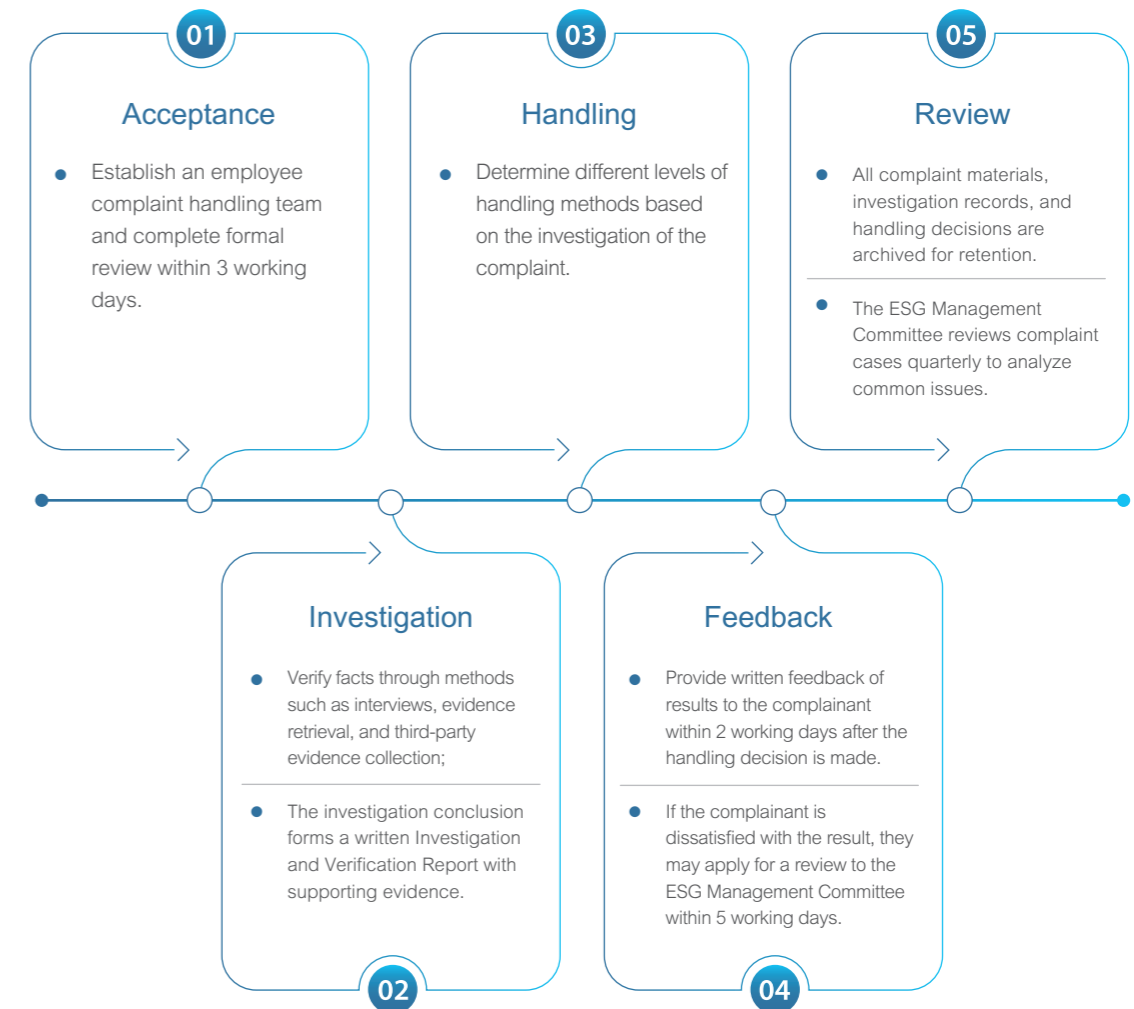 01
Acceptance
Establish an employee
complaint handling team
and complete formal
review within 3 working
days.
02
Investigation
Verify facts through methods
such as interviews, evidence
retrieval, and third-party
evidence collection;
The investigation conclusion
forms a written Investigation
and Verification Report with
supporting evidence.
03
Handling
Determine different levels of
handling methods based
on the investigation of the
complaint.
04
Feedback
Provide written feedback of
results to the complainant
within 2 working days after the
handling decision is made.
If the complainant is
dissatisfied with the result, they
may apply for a review to the
ESG Management Committee
within 5 working days.
05
Review
All complaint materials,
investigation records, and
handling decisions are
archived for retention.
The ESG Management
Committee reviews complaint
cases quarterly to analyze
common issues.